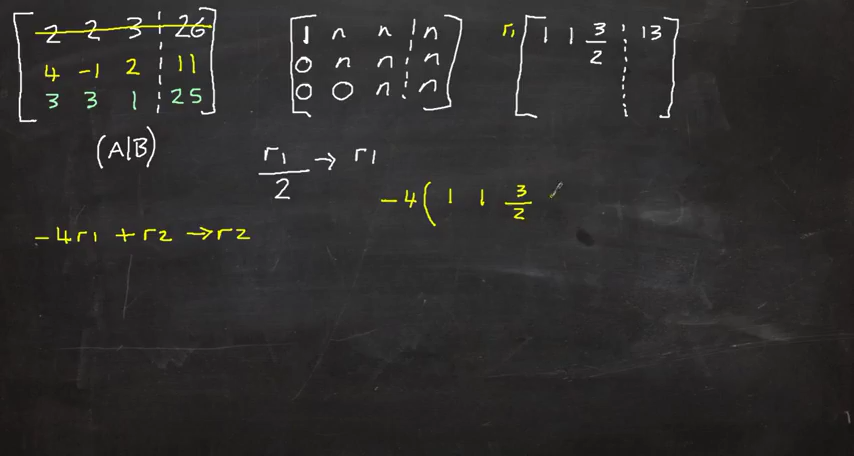 2 2 3 26
4 -1 2 11
3 3 1 25
(A|B)
1 n n n
0 n n n
0 0 n n
r1 1 1 3/2 13
r1/2 → r1
-4( 1 1 3/2
-4r1 + r2 → r2